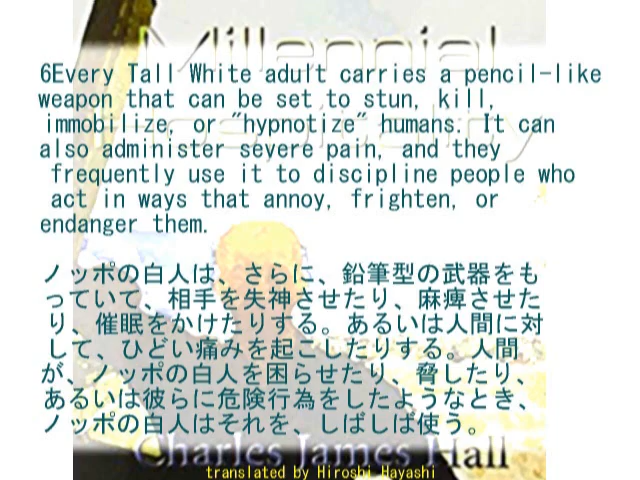 Millennial
Hospitality
6Every Tall White adult carries a pencil-like
weapon that can be set to stun, kill,
immobilize, or "hypnotize" humans. It can
also administer severe pain, and they
frequently use it to discipline people who
act in ways that annoy, frighten, or
endanger them.
ノッポの白人は、さらに、鉛筆型の武器をも
っていて、相手を失神させたり、麻痺させた
り、催眠をかけたりする。あるいは人間に対
して、ひどい痛みを起こしたりする。人間
が、ノッポの白人を困らせたり、脅したり、
あるいは彼らに危険行為をしたようなとき、
ノッポの白人はそれを、しばしば使う。
Charles James Hall
translated by Hiroshi Hayashi